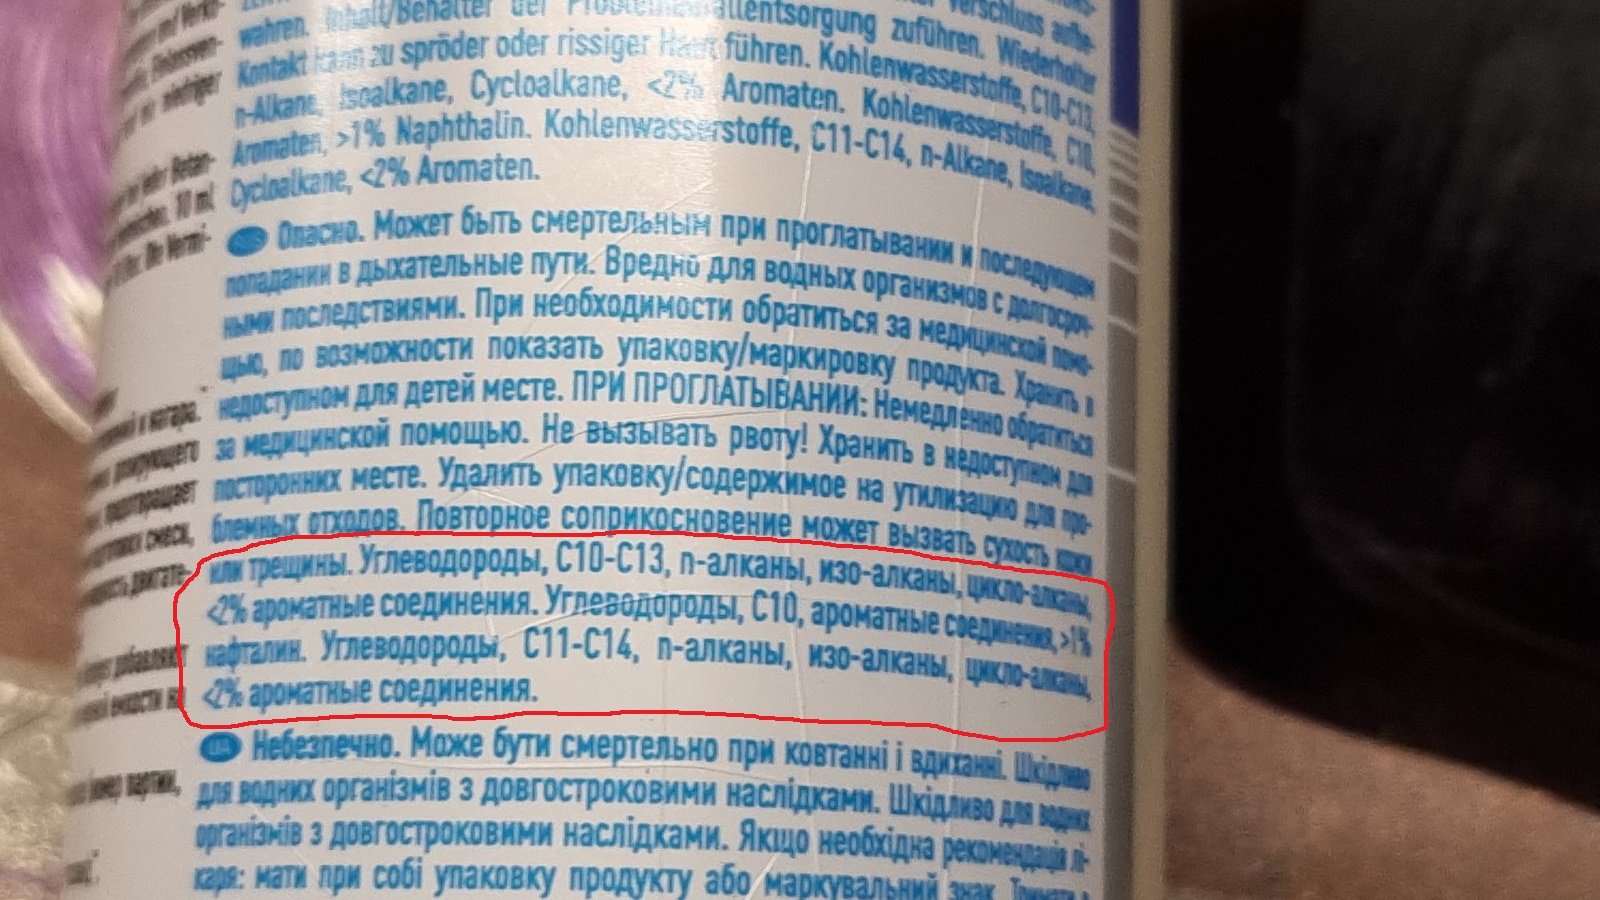 wahren. Inhalt/Behälter der
entsorgung zuführen. Wiederholter
Kontakt kann zu spröder oder rissiger Haut führen. Kohlenwasserstoffe, C10-C13,
n-Alkane, Isoalkane, Cycloalkane, <2% Aromaten. Kohlenwasserstoffe, C10,
Aromaten, >1% Naphthalin. Kohlenwasserstoffe, C11-C14, n-Alkane, Isoalkane,
Cycloalkane, <2% Aromaten.
Опасно. Может быть смертельным при проглатывании и последующем
попадании в дыхательные пути. Вредно для водных организмов с долгосроч-
ными последствиями. При необходимости обратиться за медицинской помо-
щью, по возможности показать упаковку/маркировку продукта. Хранить в
недоступном для детей месте. ПРИ ПРОГЛАТЫВАНИИ: Немедленно обратиться
за медицинской помощью. Не вызывать рвоту! Хранить в недоступном для
посторонних месте. Удалить упаковку/содержимое на утилизацию для про-
блемных отходов. Повторное соприкосновение может вызвать сухость кожи
или трещины. Углеводороды, C10-C13, n-алканы, изо-алканы, цикло-алканы,
<2% ароматные соединения. Углеводороды, C10, ароматные соединения, >1%
нафталин. Углеводороды, C11-C14, n-алканы, изо-алканы, цикло-алканы,
<2% ароматные соединения.
UA Небезпечно. Може бути смертельно при ковтанні і вдиханні. Шкідливо
для водних організмів з довгостроковими наслідками. Шкідливо для водних
організмів з довгостроковими наслідками. Якщо необхідна рекомендація лі-
каря: мати при собі упаковку продукту або маркувальний знак.